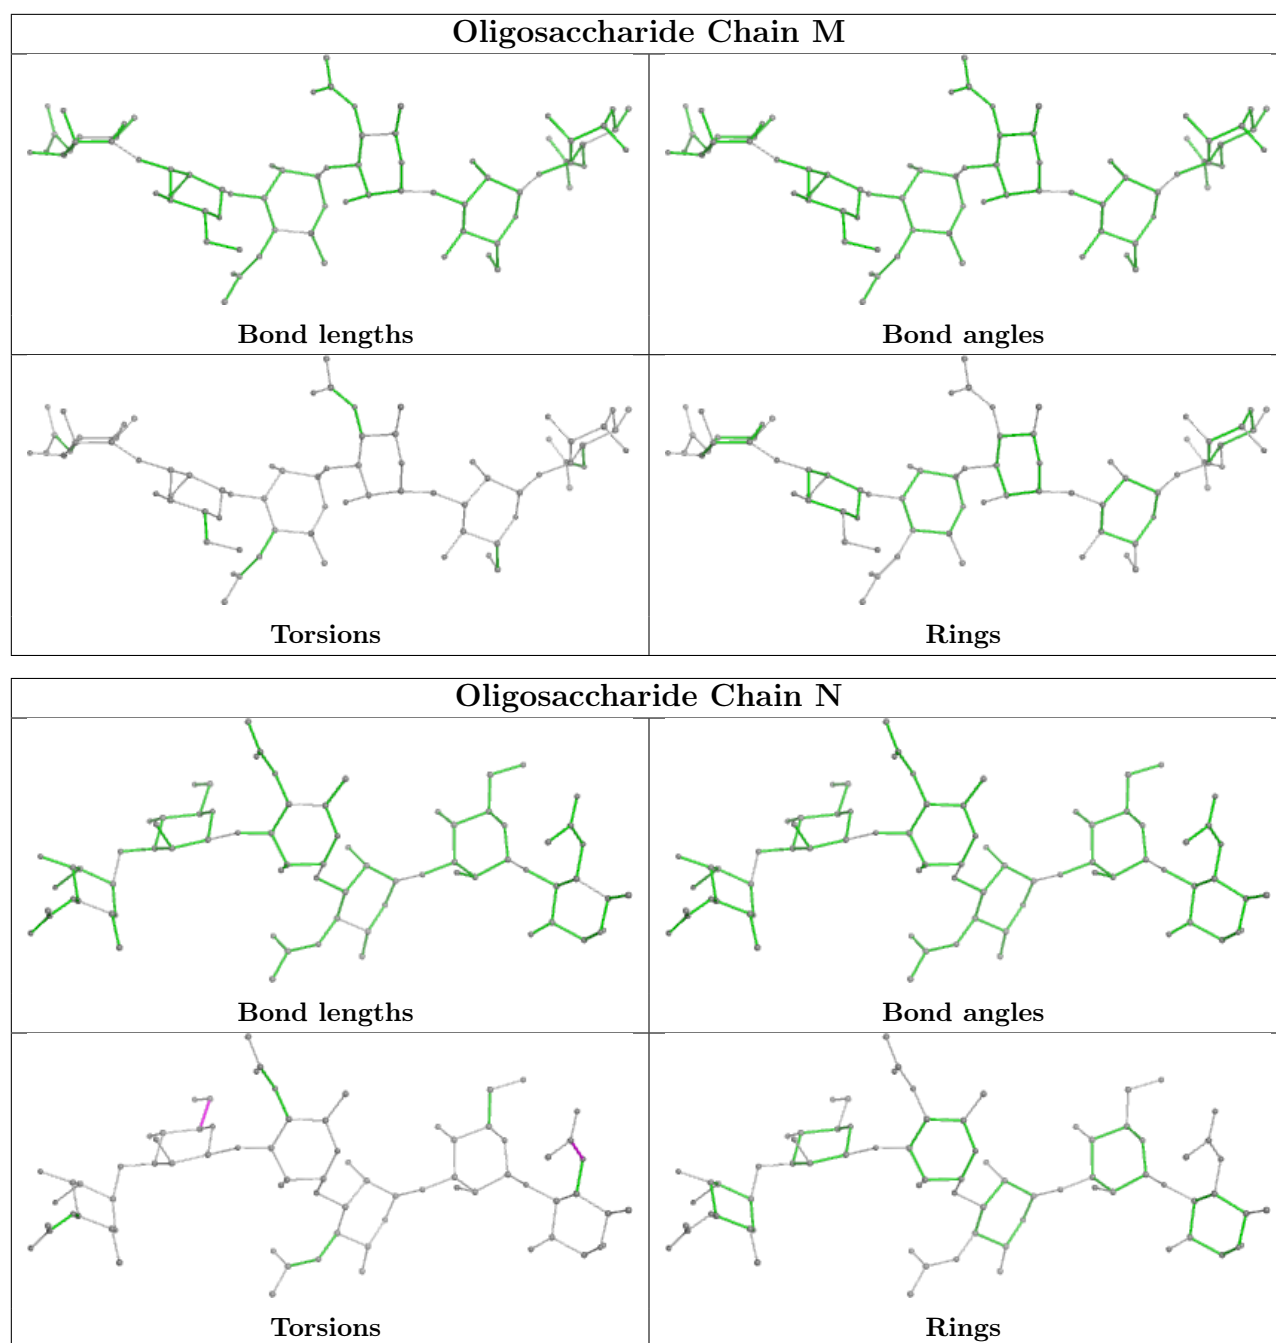 Oligosaccharide Chain M
Bond lengths
Bond angles
Torsions
Rings
Oligosaccharide Chain N
Bond lengths
Bond angles
Torsions
Rings